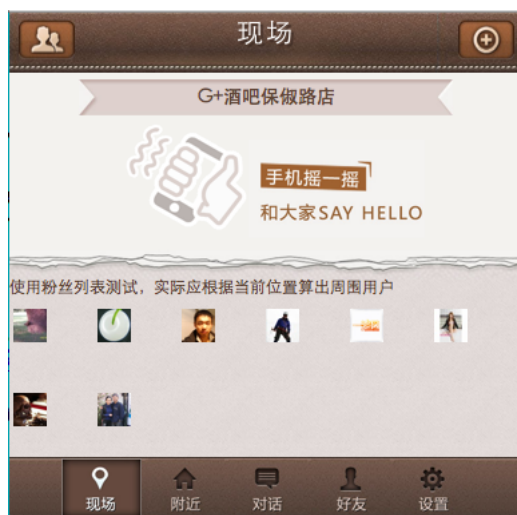 现场
G+酒吧保俶路店
手机摇一摇
和大家SAY HELLO
使用粉丝列表测试，实际应根据当前位置算出周围用户
现场
附近
对话
好友
设置